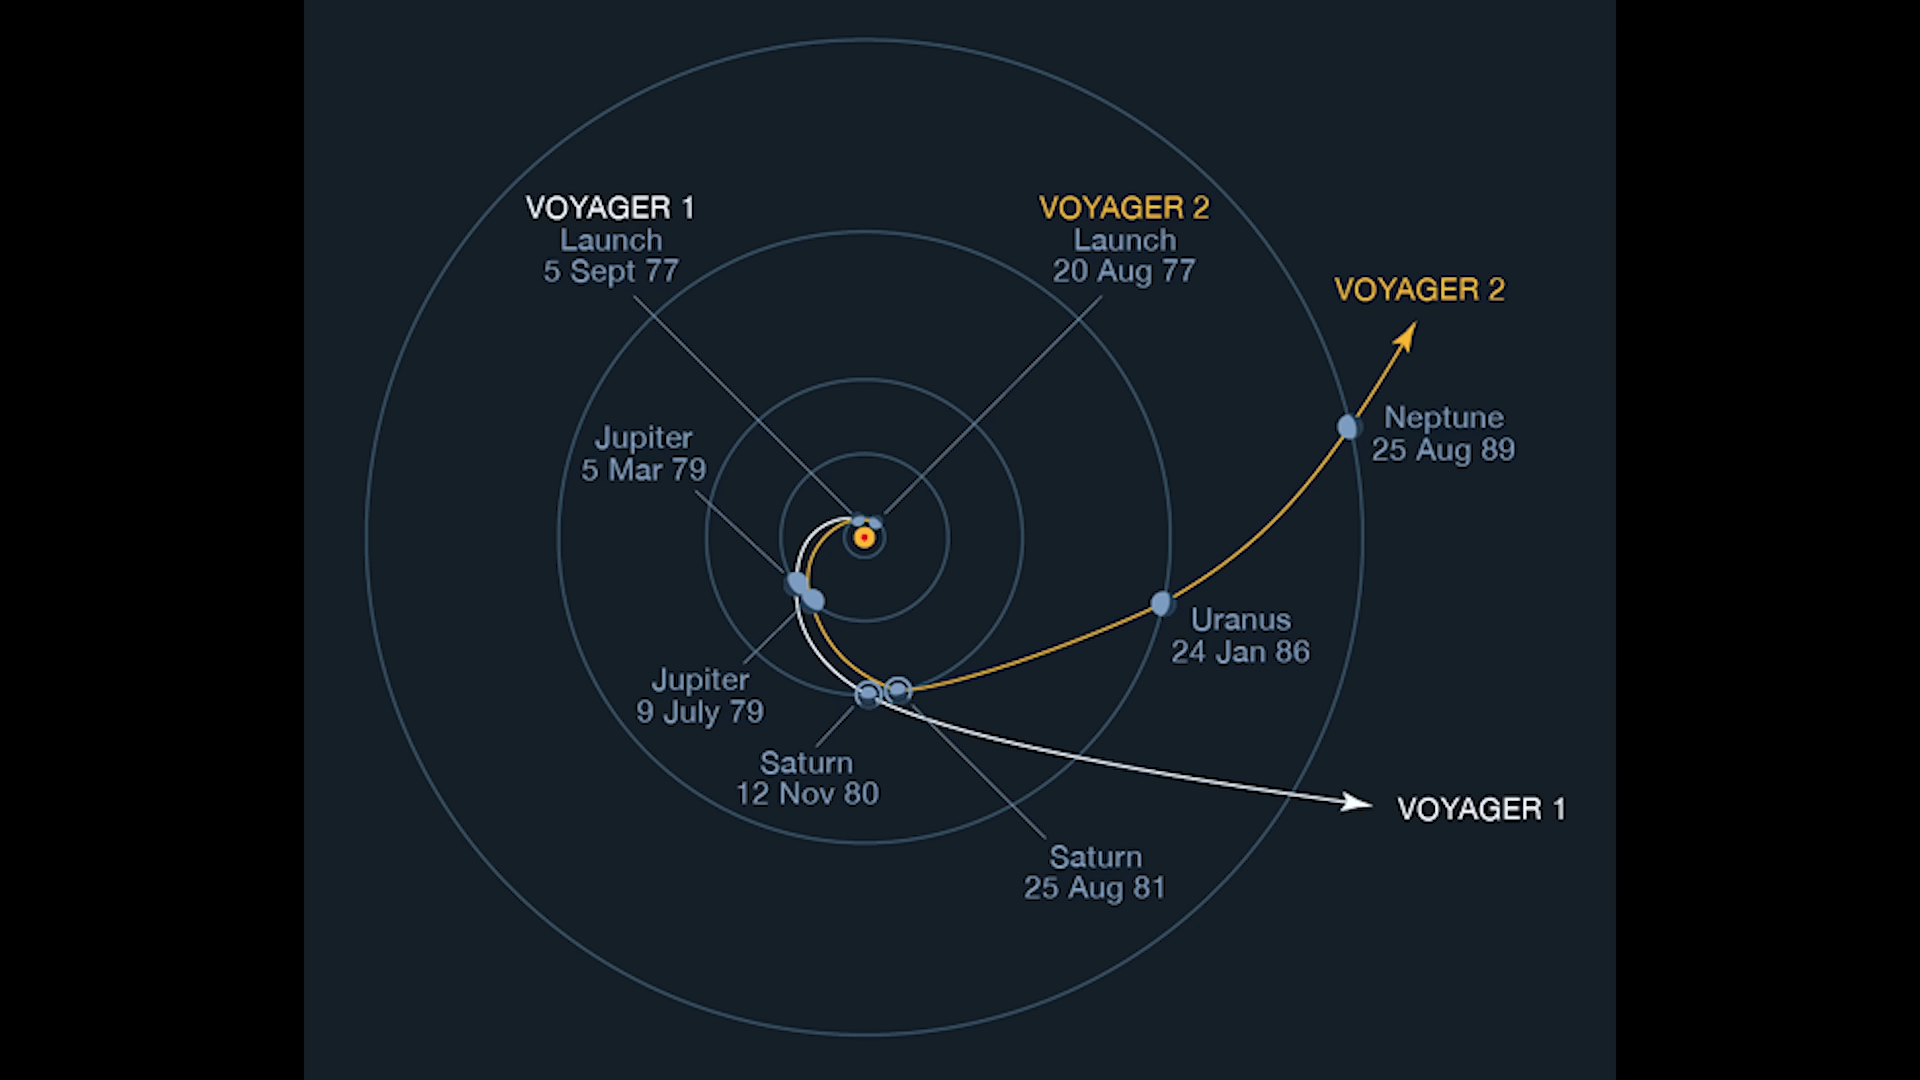 VOYAGER 1
Launch
5 Sept 77
VOYAGER 2
Launch
20 Aug 77
VOYAGER 2
Neptune
25 Aug 89
Jupiter
5 Mar 79
Uranus
24 Jan 86
Jupiter
9 July 79
Saturn
12 Nov 80
VOYAGER 1
Saturn
25 Aug 81